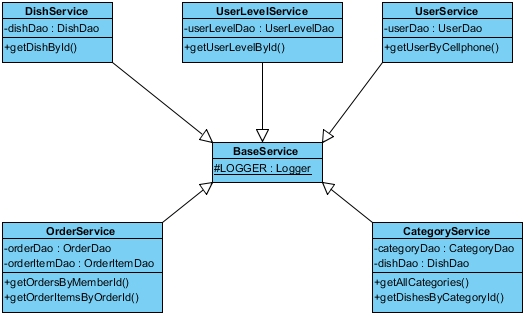 DishService
-dishDao : DishDao
+getDishById()
UserLevelService
-userLevelDao : UserLevelDao
+getUserLevelById()
UserService
-userDao : UserDao
+getUserByCellphone()
BaseService
#LOGGER : Logger
OrderService
-orderDao : OrderDao
-orderItemDao : OrderItemDao
+getOrdersByMemberId()
+getOrderItemsByOrderId()
CategoryService
-categoryDao : CategoryDao
-dishDao : DishDao
+getAllCategories()
+getDishesByCategoryId()